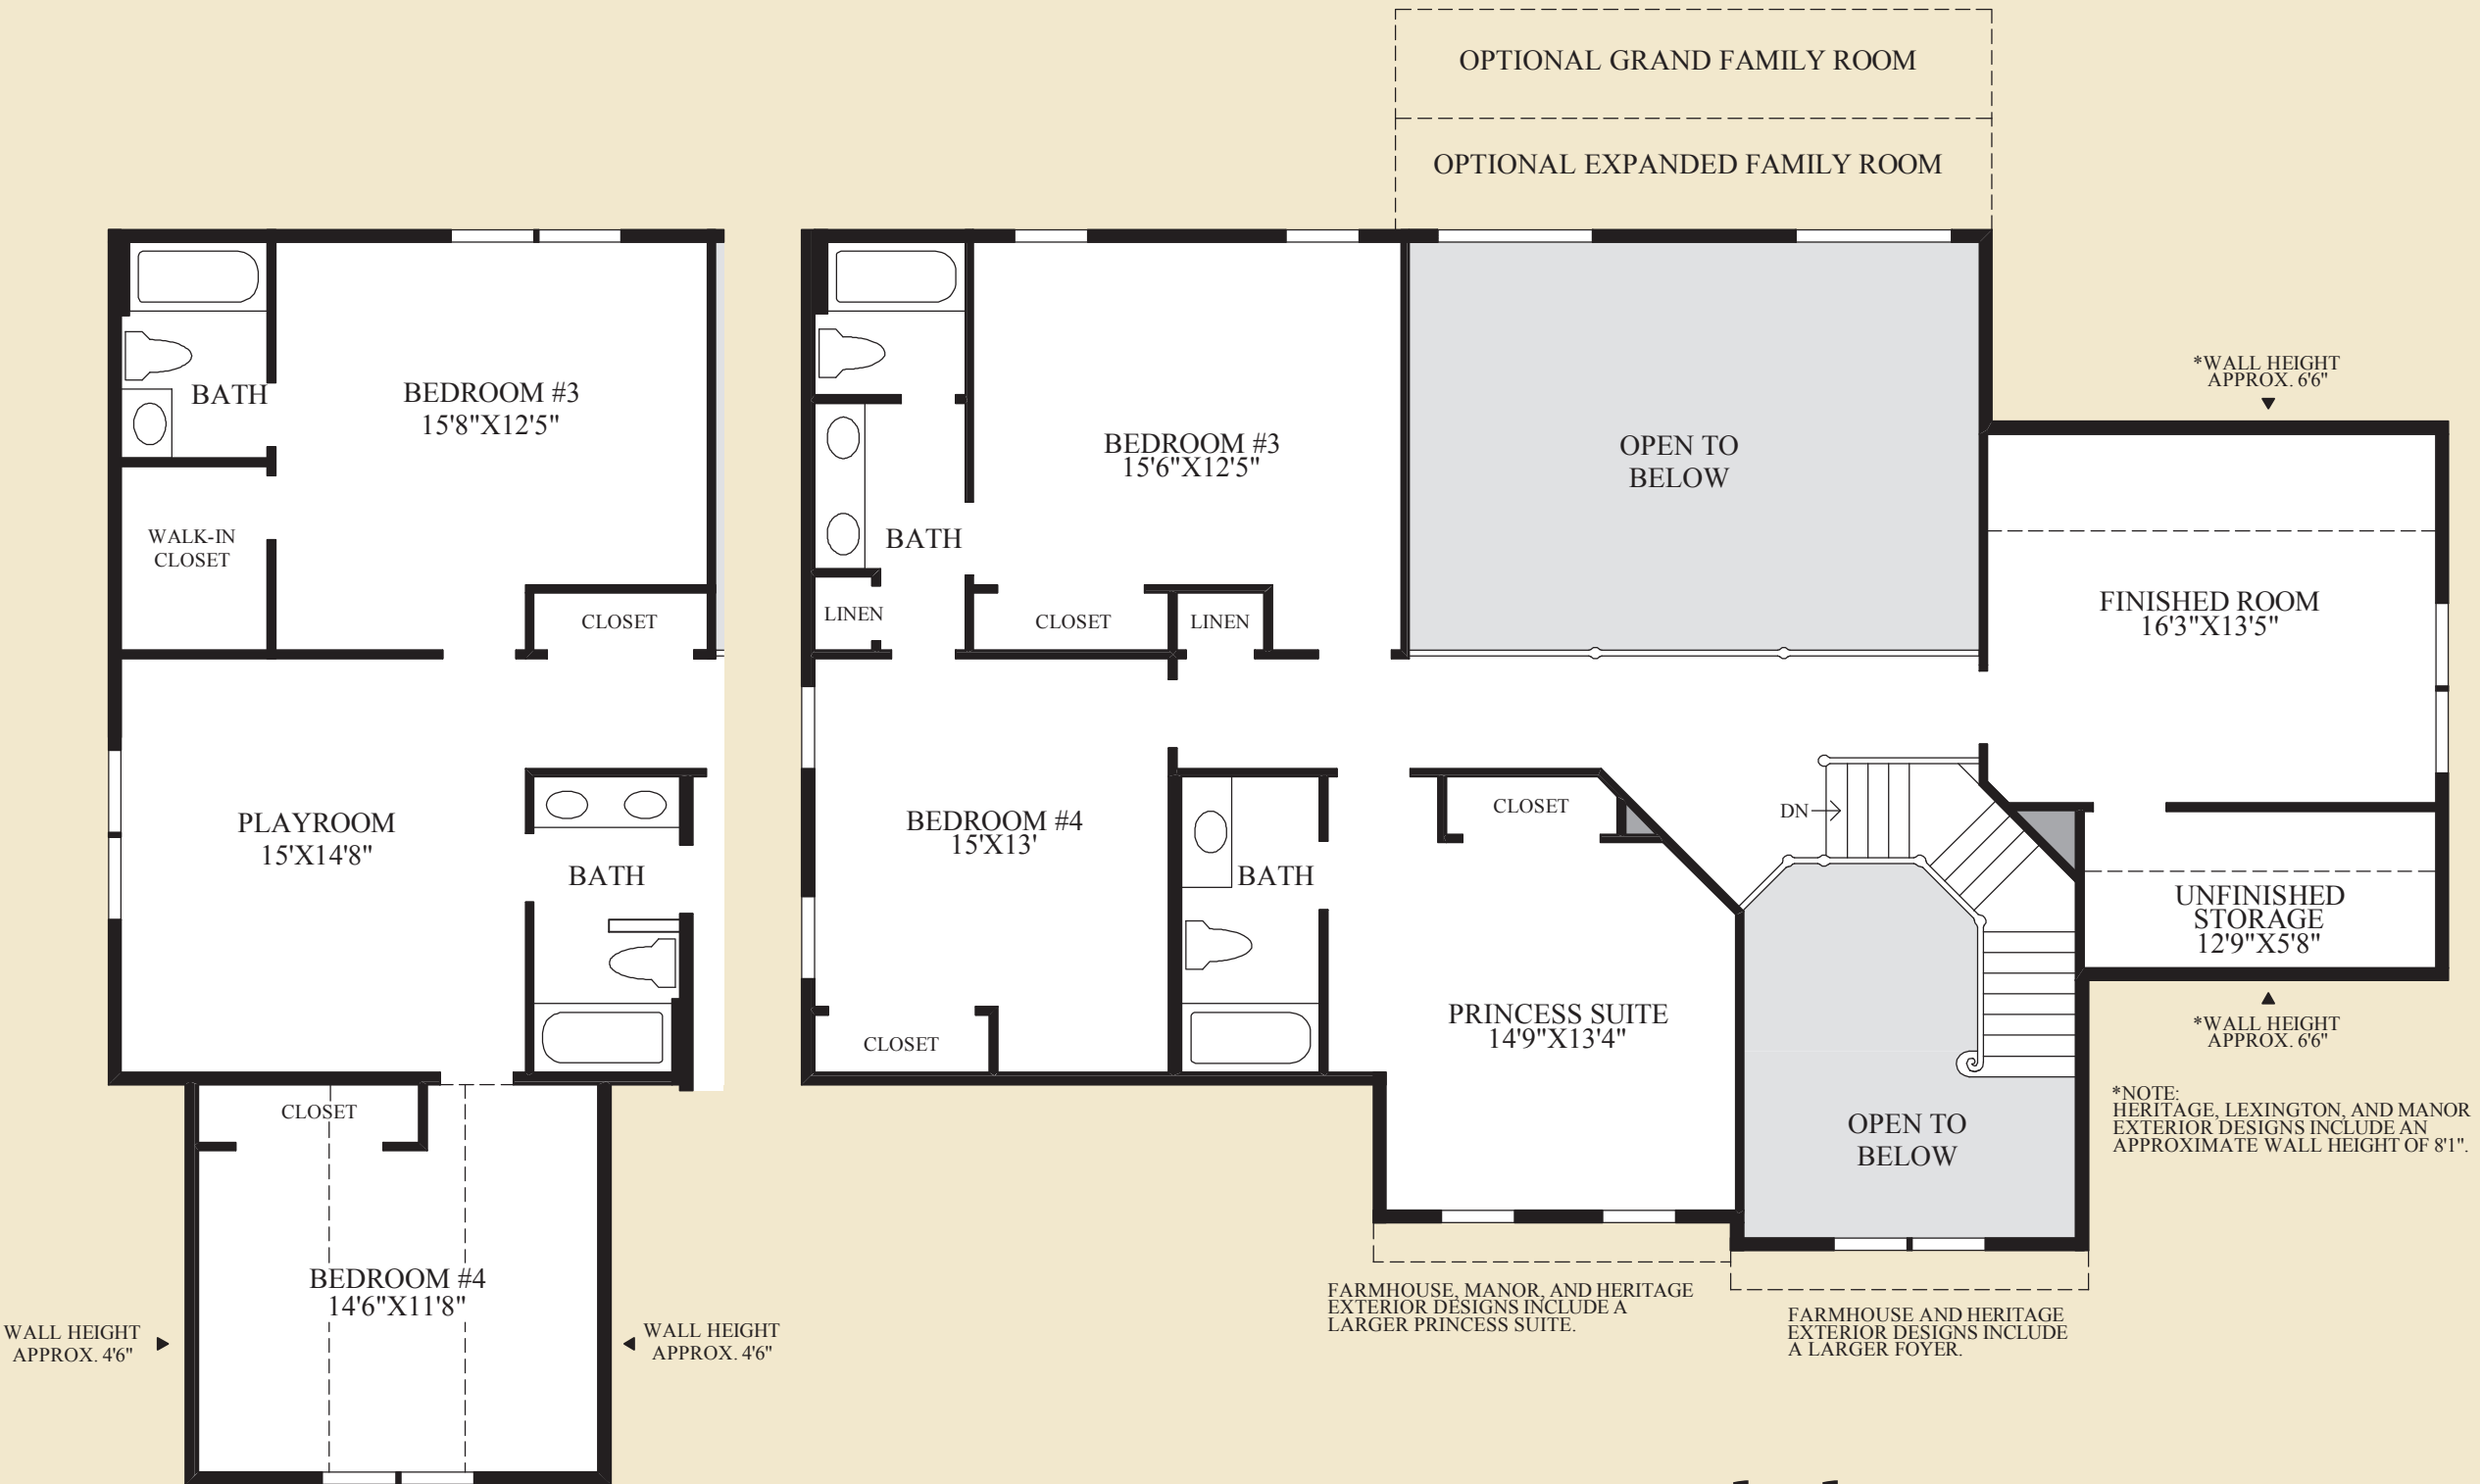 OPTIONAL GRAND FAMILY ROOM
OPTIONAL EXPANDED FAMILY ROOM
BATH
BEDROOM #3
15'8"X12'5"
WALK-IN
CLOSET
CLOSET
PLAYROOM
15'X14'8"
BATH
CLOSET
BEDROOM #4
14'6"X11'8"
WALL HEIGHT
APPROX. 4'6"
WALL HEIGHT
APPROX. 4'6"
BEDROOM #3
15'6"X12'5"
BATH
LINEN
CLOSET
LINEN
OPEN TO
BELOW
*WALL HEIGHT
APPROX. 6'6"
FINISHED ROOM
16'3"X13'5"
BEDROOM #4
15'X13'
CLOSET
BATH
CLOSET
DN
PRINCESS SUITE
14'9"X13'4"
UNFINISHED
STORAGE
12'9"X5'8"
*WALL HEIGHT
APPROX. 6'6"
OPEN TO
BELOW
*NOTE:
HERITAGE, LEXINGTON, AND MANOR
EXTERIOR DESIGNS INCLUDE AN
APPROXIMATE WALL HEIGHT OF 8'1".
FARMHOUSE, MANOR, AND HERITAGE
EXTERIOR DESIGNS INCLUDE A
LARGER PRINCESS SUITE.
FARMHOUSE AND HERITAGE
EXTERIOR DESIGNS INCLUDE
A LARGER FOYER.